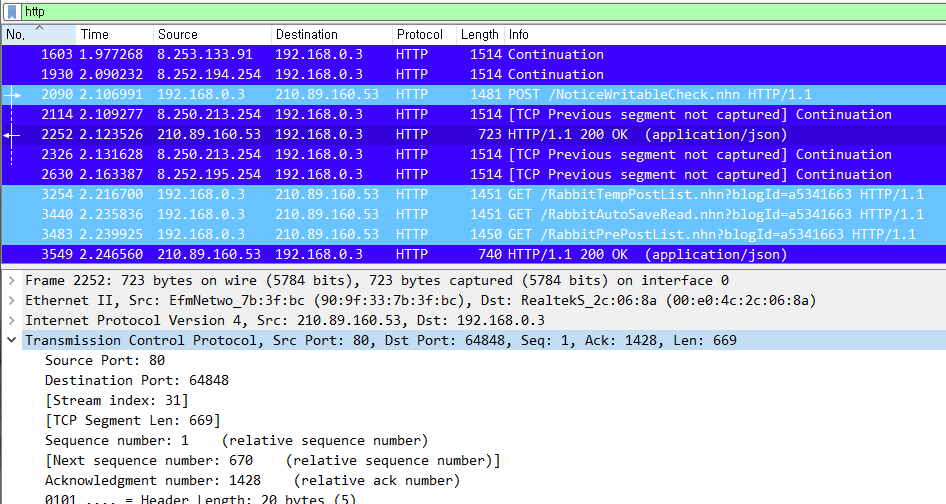 http
No. Time Source Destination Protocol Length Info
1603 1.977268 8.253.133.91 192.168.0.3 HTTP 1514 Continuation
1930 2.090232 8.252.194.254 192.168.0.3 HTTP 1514 Continuation
2090 2.106991 192.168.0.3 210.89.160.53 HTTP 1481 POST /NoticeWritableCheck.nhn HTTP/1.1
2114 2.109277 8.250.213.254 192.168.0.3 HTTP 1514 [TCP Previous segment not captured] Continuation
2252 2.123526 210.89.160.53 192.168.0.3 HTTP 723 HTTP/1.1 200 OK (application/json)
2326 2.131628 8.250.213.254 192.168.0.3 HTTP 1514 [TCP Previous segment not captured] Continuation
2630 2.163387 8.252.195.254 192.168.0.3 HTTP 1514 [TCP Previous segment not captured] Continuation
3254 2.216700 192.168.0.3 210.89.160.53 HTTP 1451 GET /RabbitTempPostList.nhn?blogId=a5341663 HTTP/1.1
3440 2.235836 192.168.0.3 210.89.160.53 HTTP 1451 GET /RabbitAutoSaveRead.nhn?blogId=a5341663 HTTP/1.1
3483 2.239925 192.168.0.3 210.89.160.53 HTTP 1450 GET /RabbitPrePostList.nhn?blogId=a5341663 HTTP/1.1
3549 2.246560 210.89.160.53 192.168.0.3 HTTP 740 HTTP/1.1 200 OK (application/json)
Frame 2252: 723 bytes on wire (5784 bits), 723 bytes captured (5784 bits) on interface 0
Ethernet II, Src: EfmNetwo_7b:3f:bc (90:9f:33:7b:3f:bc), Dst: RealtekS_2c:06:8a (00:e0:4c:2c:06:8a)
Internet Protocol Version 4, Src: 210.89.160.53, Dst: 192.168.0.3
Transmission Control Protocol, Src Port: 80, Dst Port: 64848, Seq: 1, Ack: 1428, Len: 669
Source Port: 80
Destination Port: 64848
[Stream index: 31]
[TCP Segment Len: 669]
Sequence number: 1 (relative sequence number)
[Next sequence number: 670 (relative sequence number)]
Acknowledgment number: 1428 (relative ack number)
0101 .... = Header Length: 20 bytes (5)